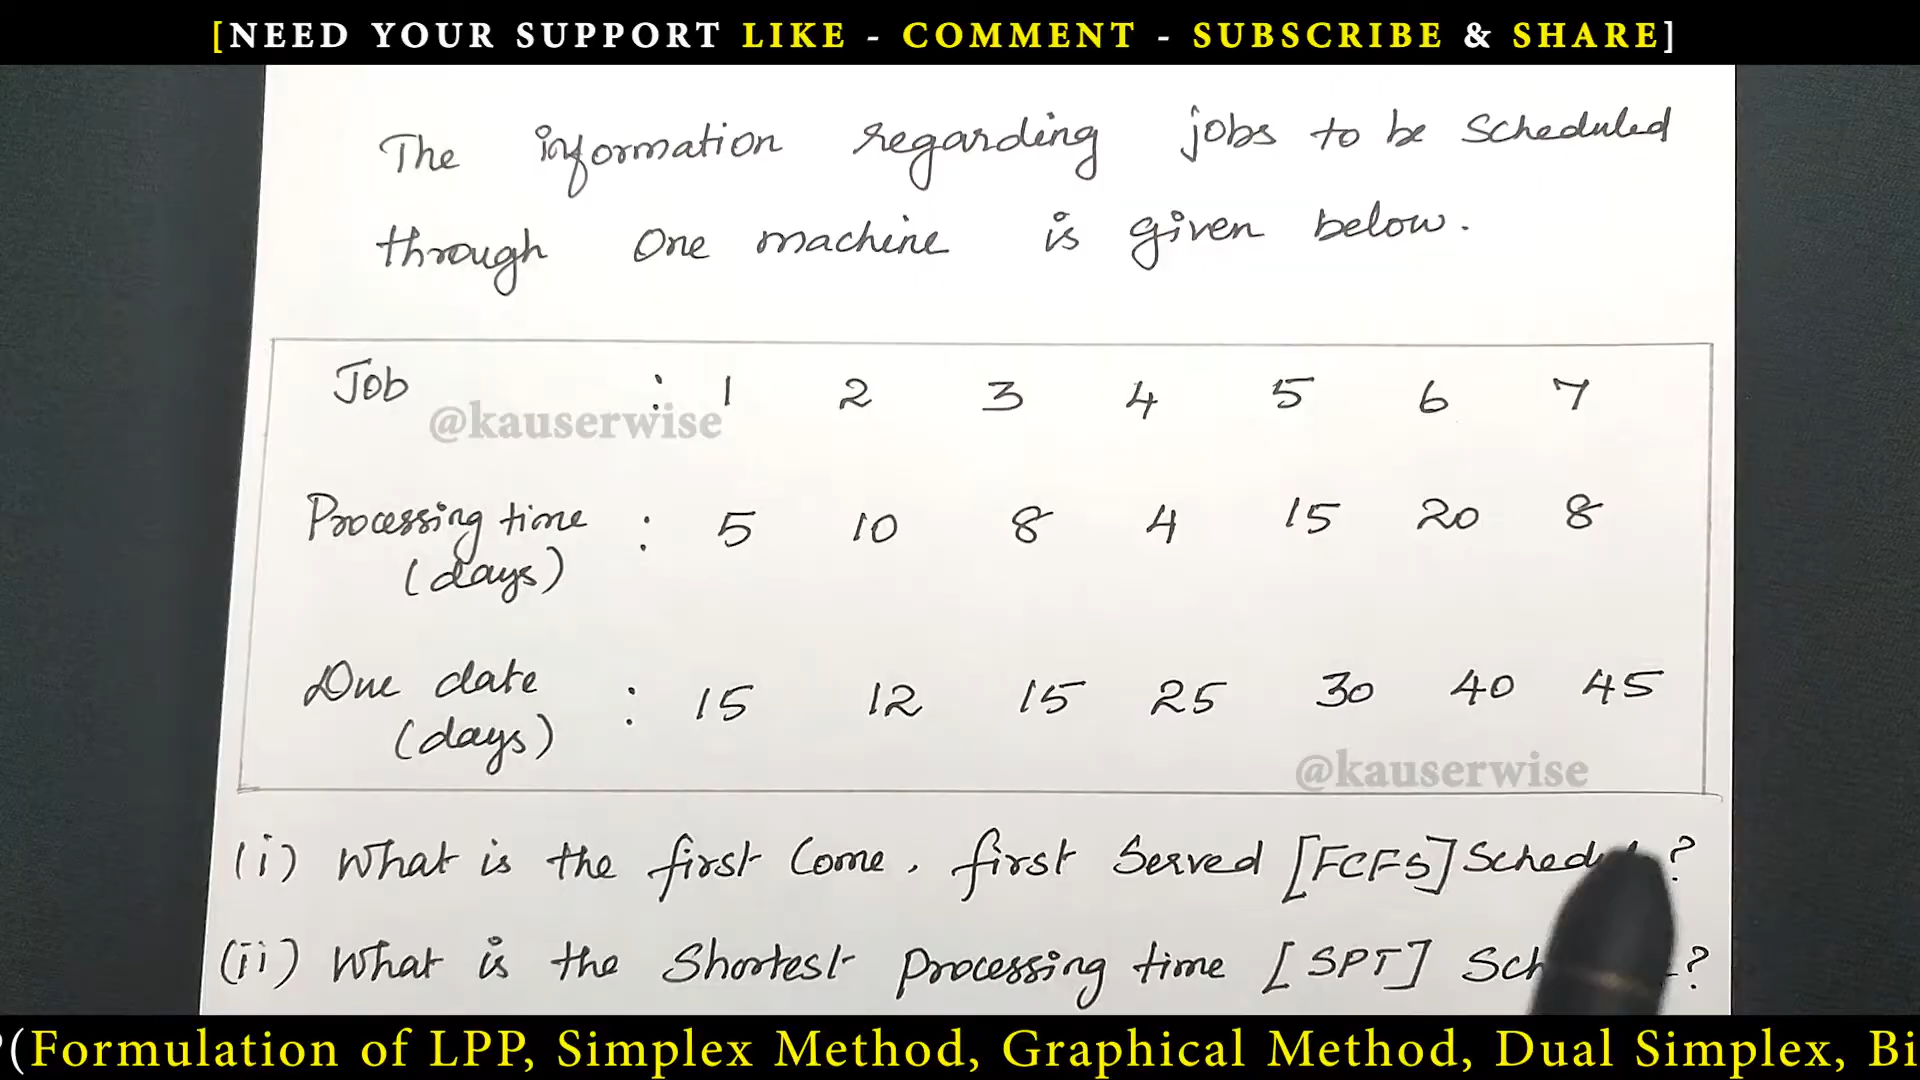 [NEED YOUR SUPPORT LIKE - COMMENT - SUBSCRIBE & SHARE]
The information regarding jobs to be scheduled
through one machine is given below.
Job : 1 2 3 4 5 6 7
@kauserwise
Processing time : 5 10 8 4 15 20 8
(days)
Due date : 15 12 15 25 30 40 45
(days)
@kauserwise
(i) What is the first come, first served [FCFS] ?
(ii) What is the shortest processing time [SPT] ?
(Formulation of LPP, Simplex Method, Graphical Method, Dual Simplex,